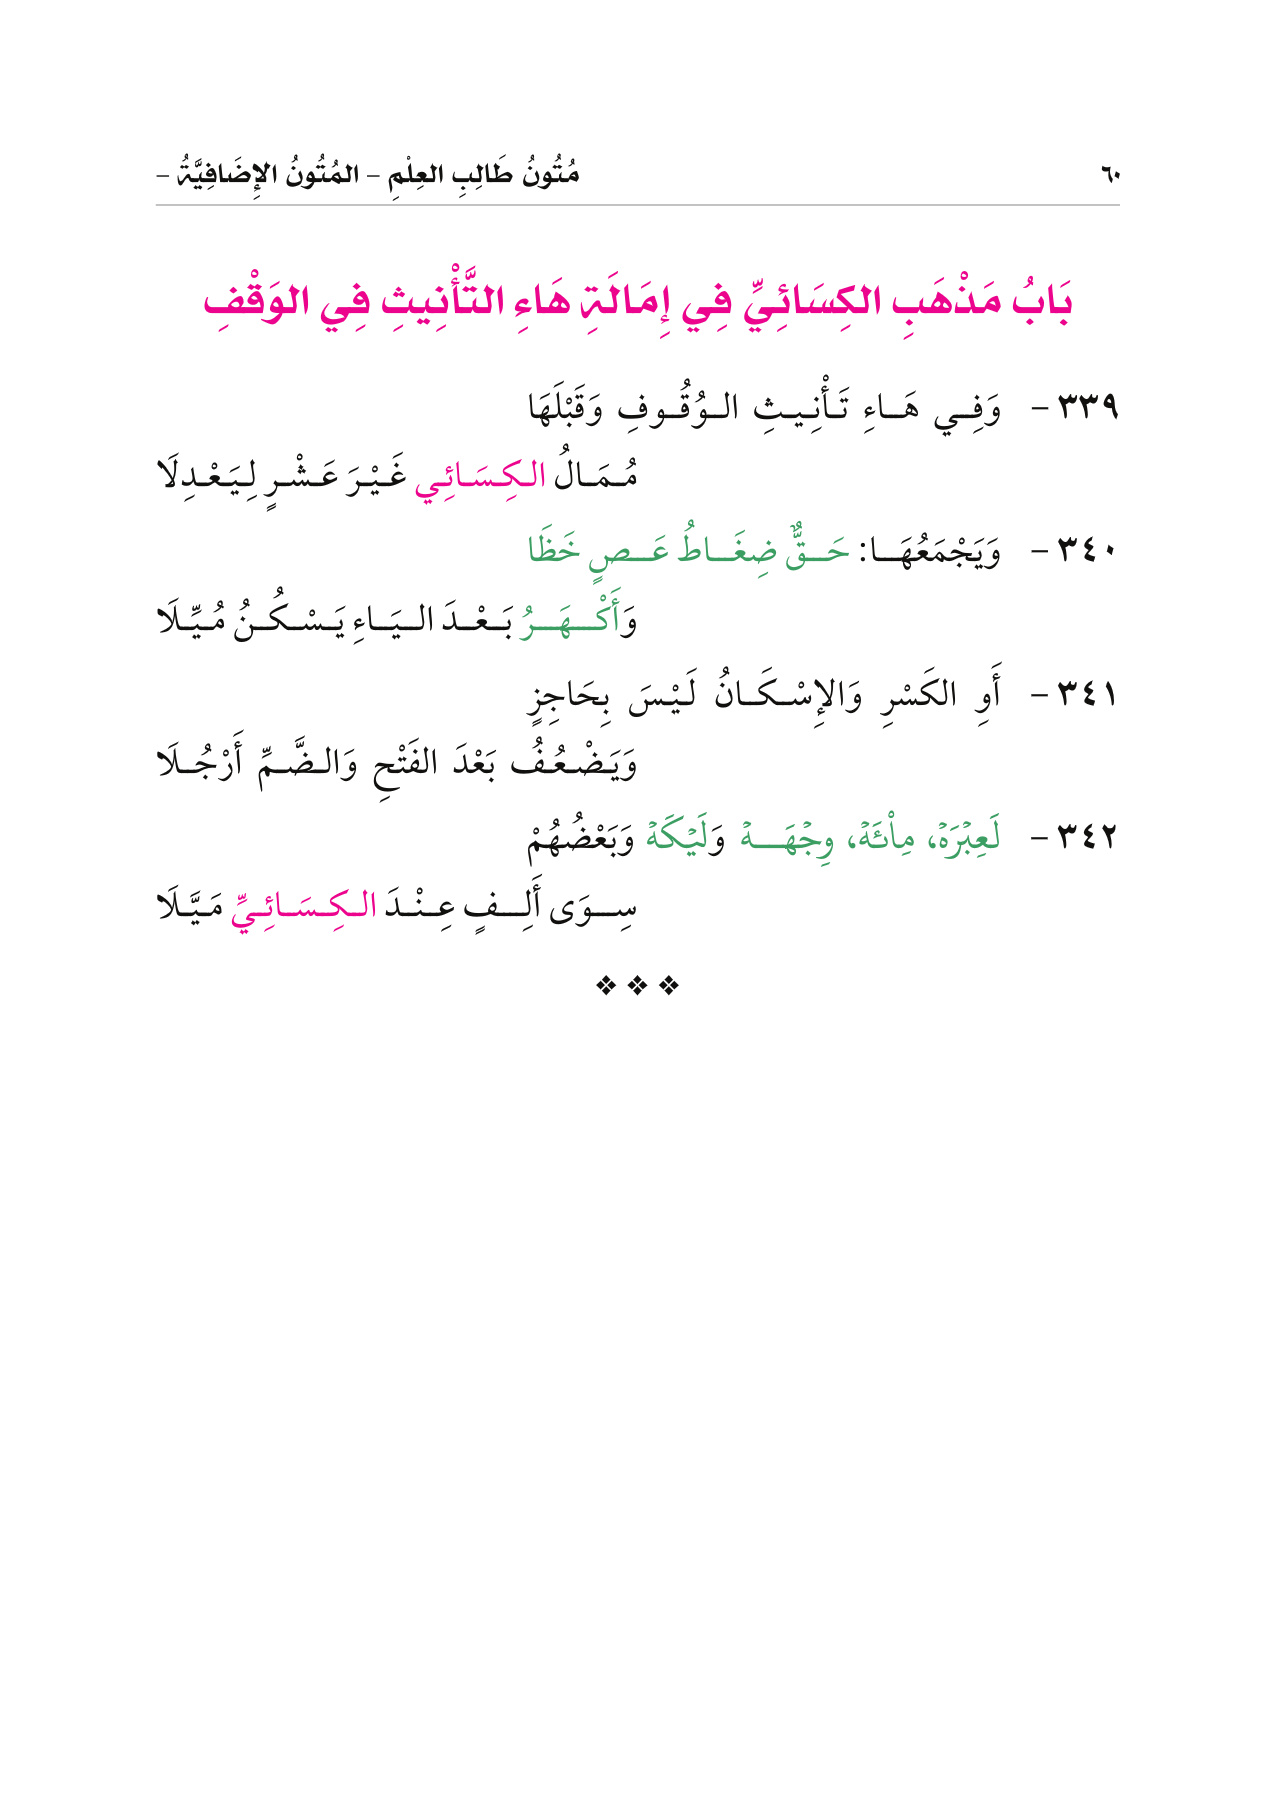 ٦٠
مُتُونُ طَالِبِ العِلْمِ – المُتُونُ الإِضَافِيَّةُ –
بَابُ مَذْهَبِ الكِسَائِيِّ فِي إِمَالَةِ هَاءِ التَّأْنِيثِ فِي الوَقْفِ
٣٣٩ – وَفِي هَاءِ تَأْنِيثِ الوُقُوفِ وَقَبْلَهَا
مُمَالُ الكِسَائِي غَيْرَ عَشْرٍ لِيَعْدِلَا
٣٤٠ – وَيَجْمَعُهَا: حَقٌّ ضِغَاطُ عَصٍ خَظَا
وَأَكْهَرُ بَعْدَ اليَاءِ يَسْكُنُ مُيِّلَا
٣٤١ – أَوِ الكَسْرِ وَالإِسْكَانُ لَيْسَ بِحَاجِزٍ
وَيَضْعُفُ بَعْدَ الفَتْحِ وَالضَّمِّ أَرْجُلَا
٣٤٢ – لَعِبْرَهْ، مِاْئَهْ، وِجْهَهْ وَلَيْكَهْ وَبَعْضُهُمْ
سِوَى أَلِفٍ عِنْدَ الكِسَائِيِّ مَيَّلَا
❖ ❖ ❖